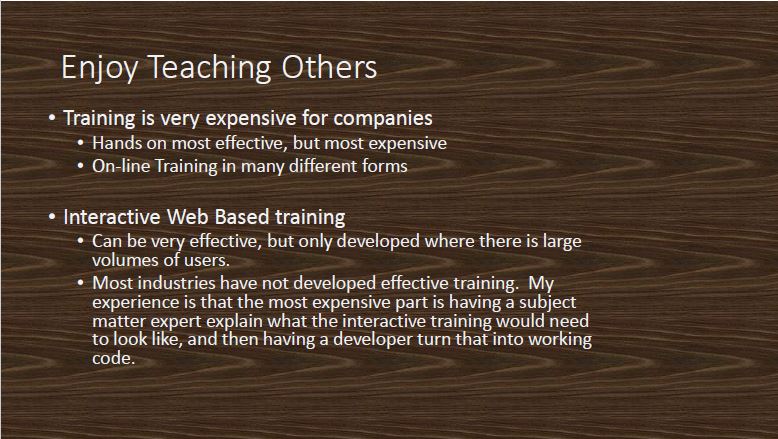 Enjoy Teaching Others
• Training is very expensive for companies
• Hands on most effective, but most expensive
• On-line Training in many different forms
• Interactive Web Based training
• Can be very effective, but only developed where there is large
volumes of users.
• Most industries have not developed effective training.  My
experience is that the most expensive part is having a subject
matter expert explain what the interactive training would need
to look like, and then having a developer turn that into working
code.